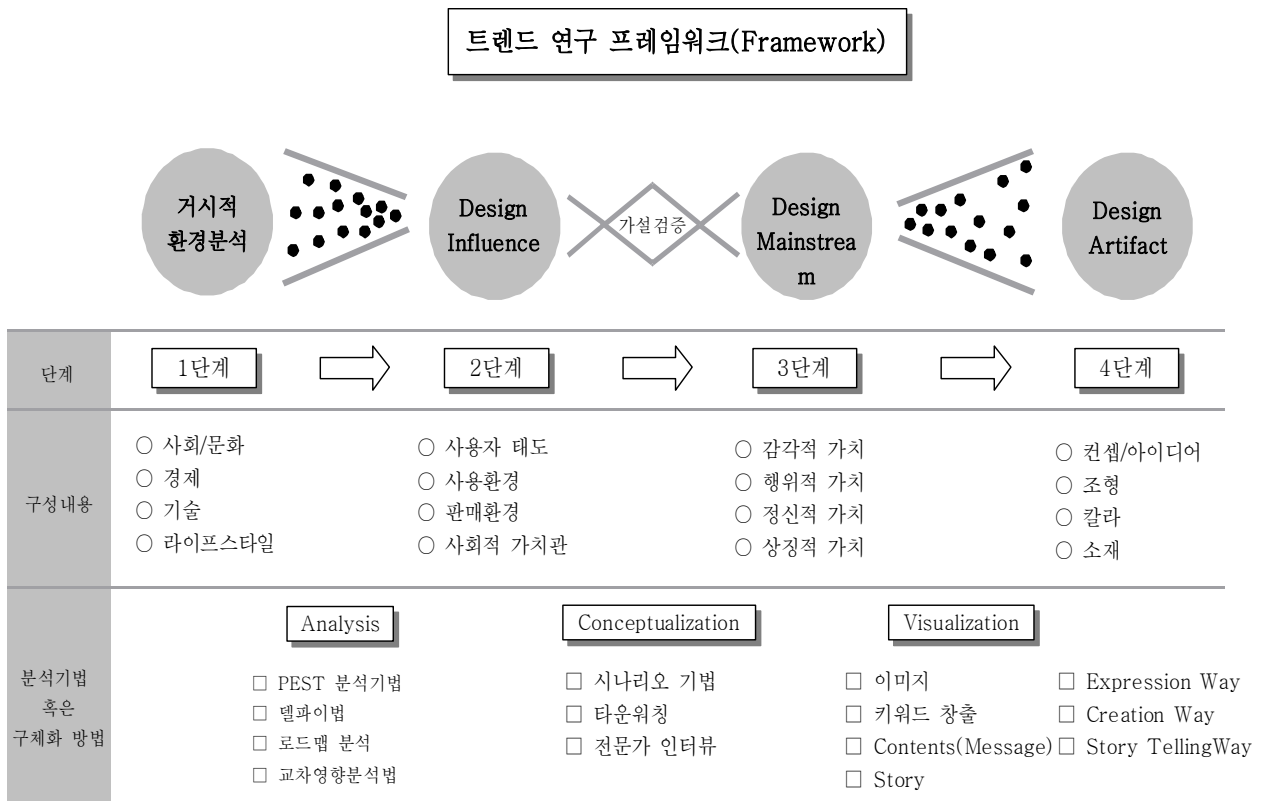 트렌드 연구 프레임워크(Framework)
거시적
환경분석
Design
Influence
가설검증
Design
Mainstrea
m
Design
Artifact
단계
1단계
2단계
3단계
4단계
구성내용
○ 사회/문화
○ 경제
○ 기술
○ 라이프스타일
○ 사용자 태도
○ 사용환경
○ 판매환경
○ 사회적 가치관
○ 감각적 가치
○ 행위적 가치
○ 정신적 가치
○ 상징적 가치
○ 컨셉/아이디어
○ 조형
○ 칼라
○ 소재
분석기법
혹은
구체화 방법
Analysis
□ PEST 분석기법
□ 델파이법
□ 로드맵 분석
□ 교차영향분석법
Conceptualization
□ 시나리오 기법
□ 타운워칭
□ 전문가 인터뷰
Visualization
□ 이미지
□ 키워드 창출
□ Contents(Message)
□ Story
□ Expression Way
□ Creation Way
□ Story TellingWay